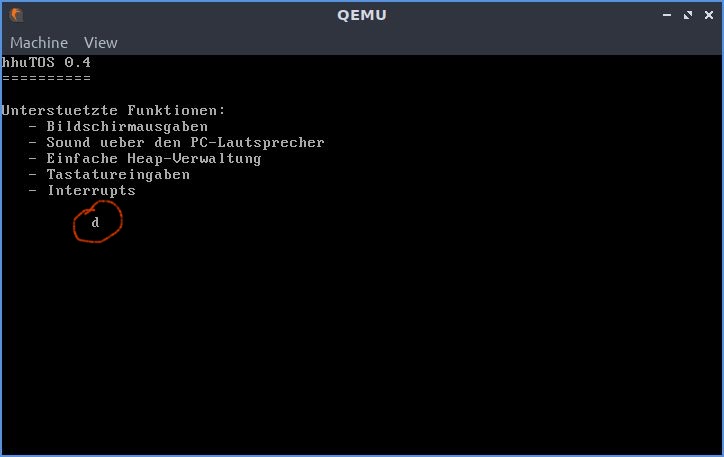 QEMU
Machine View
hhuTOS 0.4
==========
Unterstuetzte Funktionen:
- Bildschirmausgaben
- Sound ueber den PC-Lautsprecher
- Einfache Heap-Verwaltung
- Tastatureingaben
- Interrupts
d